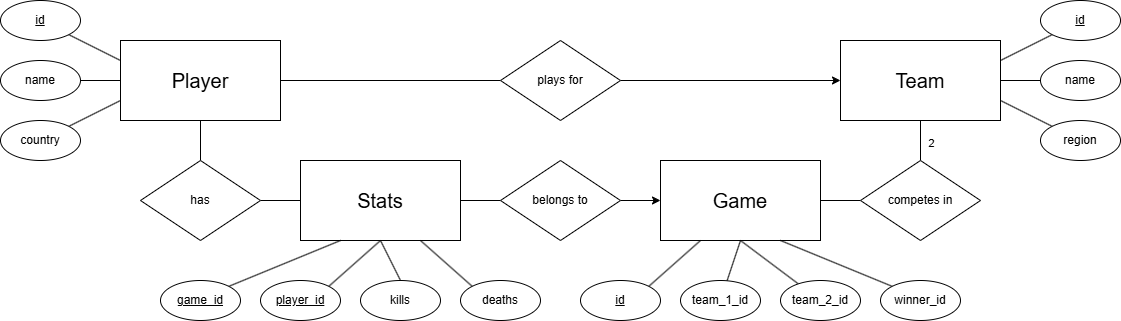 id
id
Player
plays for
Team
name
name
country
2
region
has
Stats
belongs to
Game
competes in
game_id
player_id
kills
deaths
id
team_1_id
team_2_id
winner_id